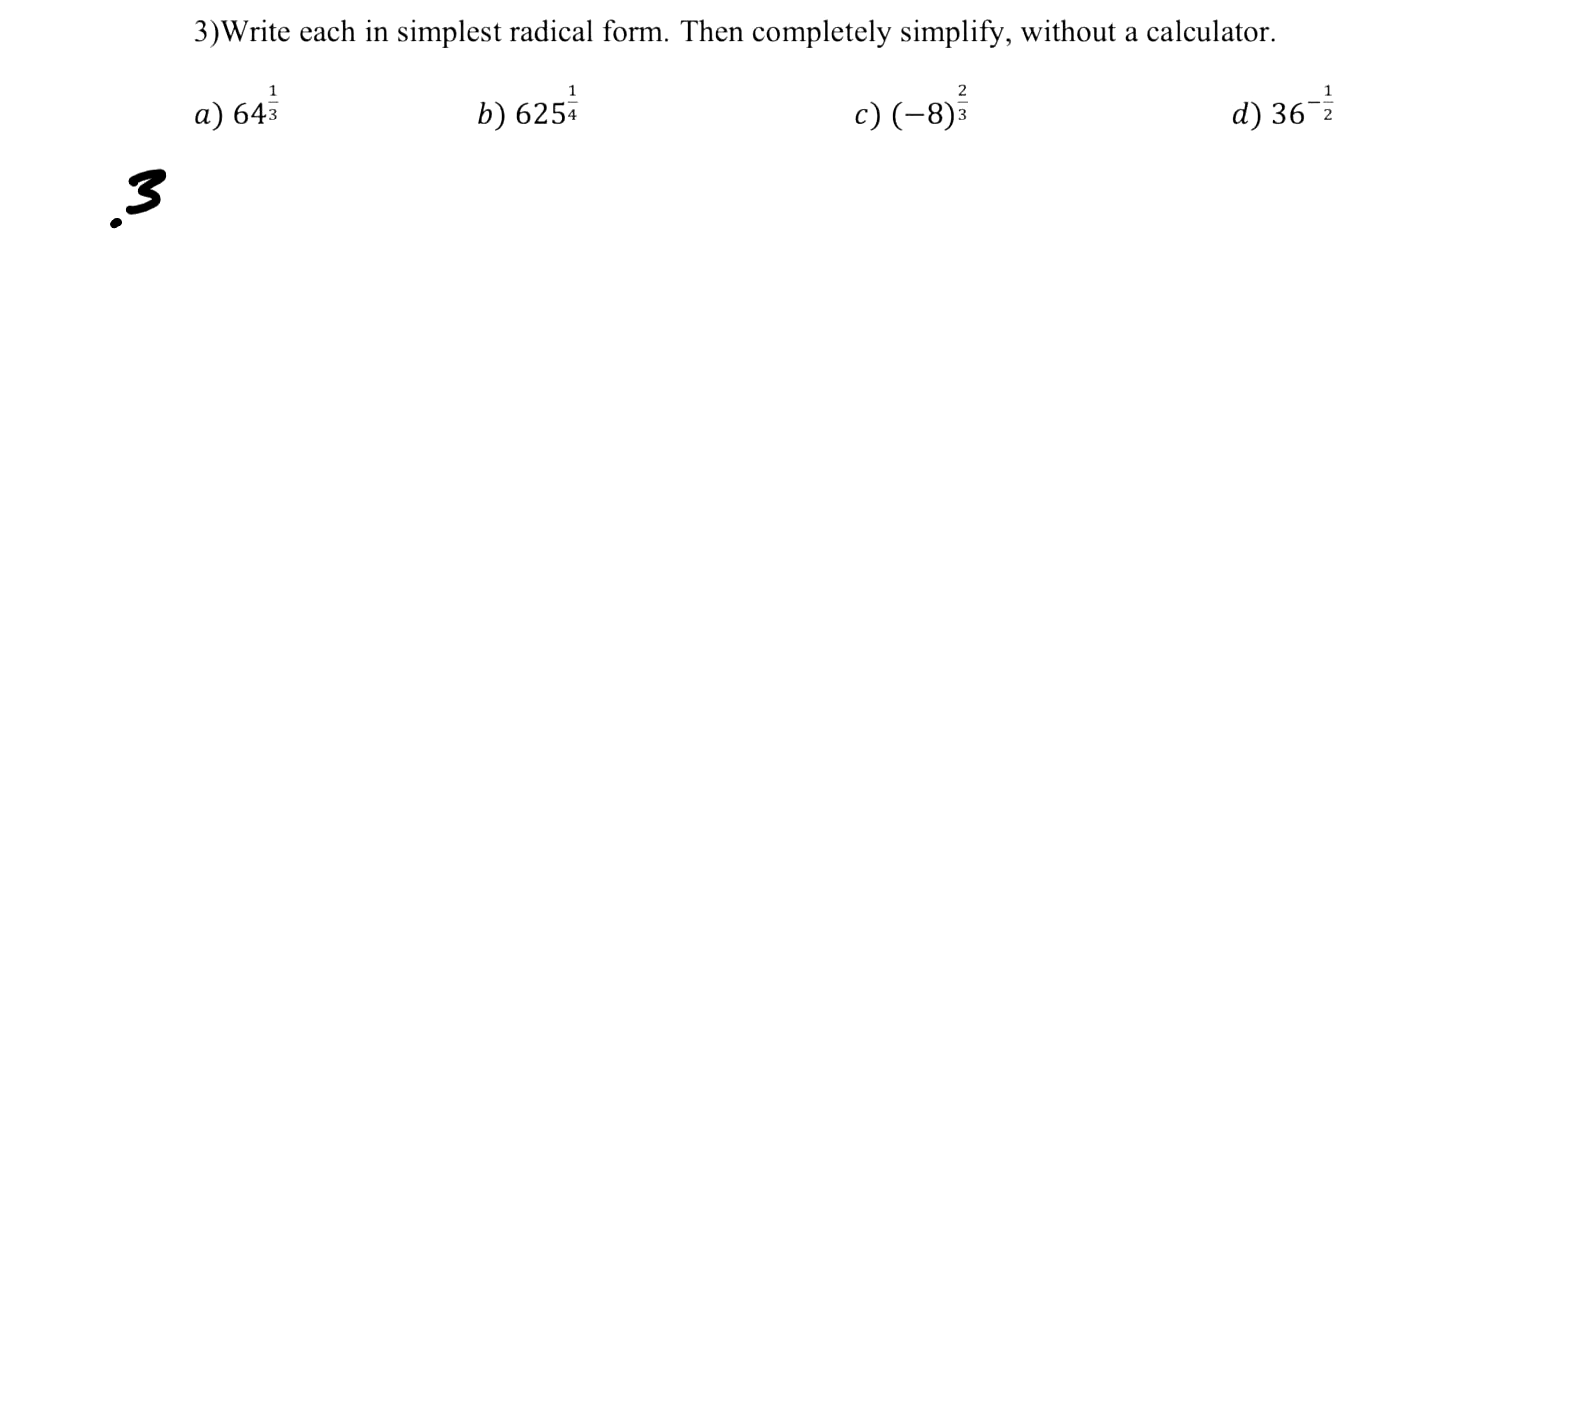 3)Write each in simplest radical form. Then completely simplify, without a calculator.
a) 64^{1/3} b) 625^{1/4} c) (−8)^{2/3} d) 36^{−1/2}
.3